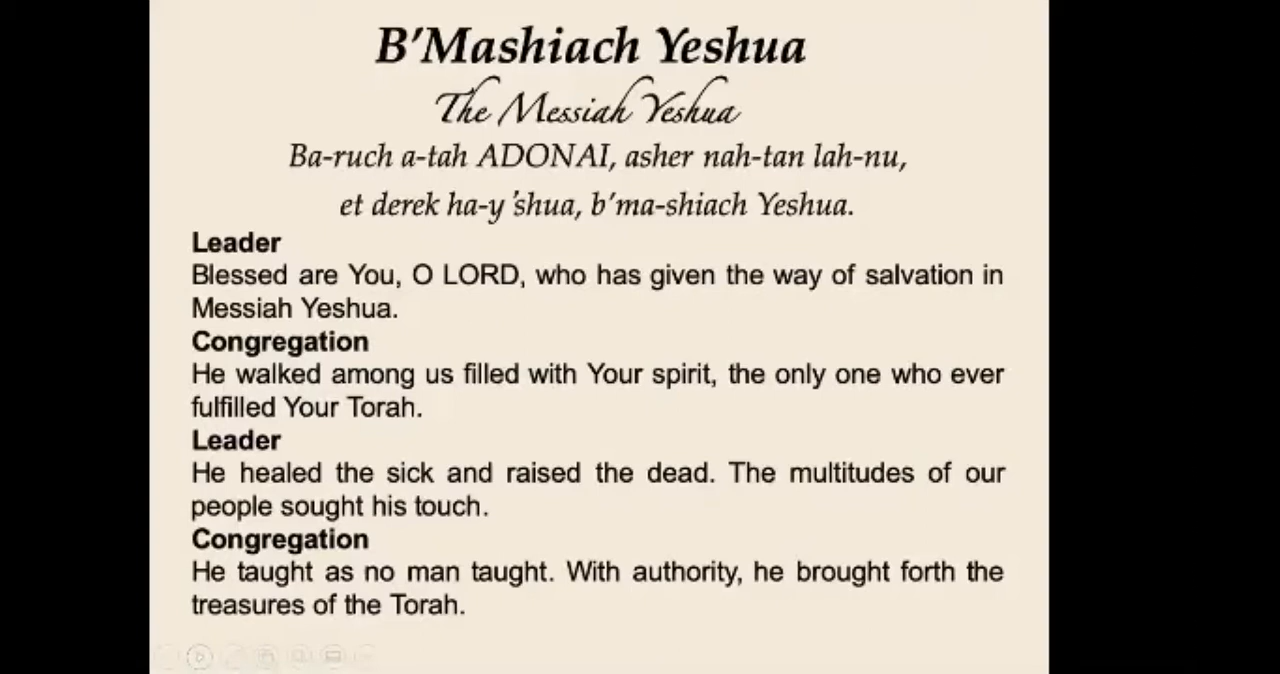 B'Mashiach Yeshua
The Messiah Yeshua
Ba-ruch a-tah ADONAI, asher nah-tan lah-nu,
et derek ha-y'shua, b'ma-shiach Yeshua.
Leader
Blessed are You, O LORD, who has given the way of salvation in
Messiah Yeshua.
Congregation
He walked among us filled with Your spirit, the only one who ever
fulfilled Your Torah.
Leader
He healed the sick and raised the dead. The multitudes of our
people sought his touch.
Congregation
He taught as no man taught. With authority, he brought forth the
treasures of the Torah.